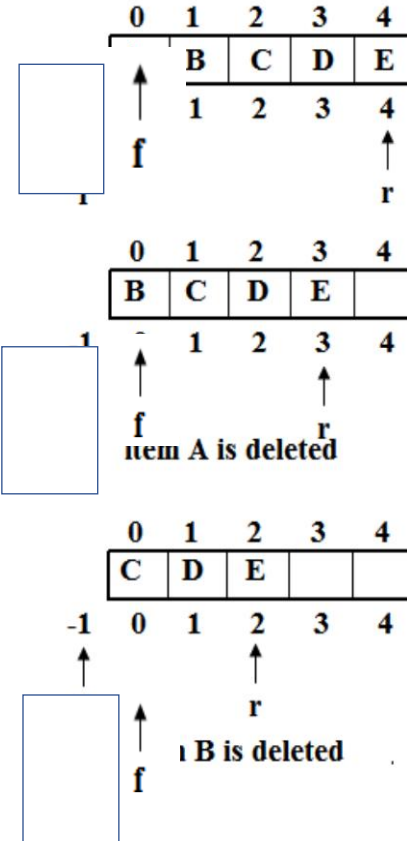 0 1 2 3 4
B C D E
1 2 3 4
f
r
0 1 2 3 4
B C D E
1 2 3 4
f
r
item A is deleted
0 1 2 3 4
C D E
-1 0 1 2 3 4
r
B is deleted
f